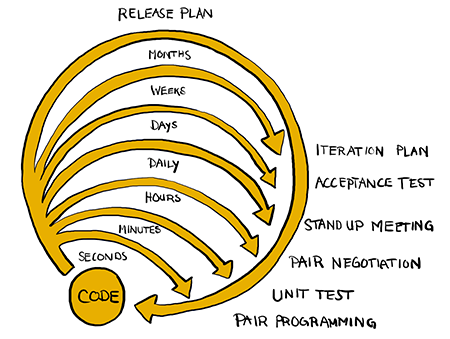 RELEASE PLAN
MONTHS
WEEKS
DAYS
DAILY
HOURS
MINUTES
SECONDS
CODE
ITERATION PLAN
ACCEPTANCE TEST
STAND UP MEETING
PAIR NEGOTIATION
UNIT TEST
PAIR PROGRAMMING